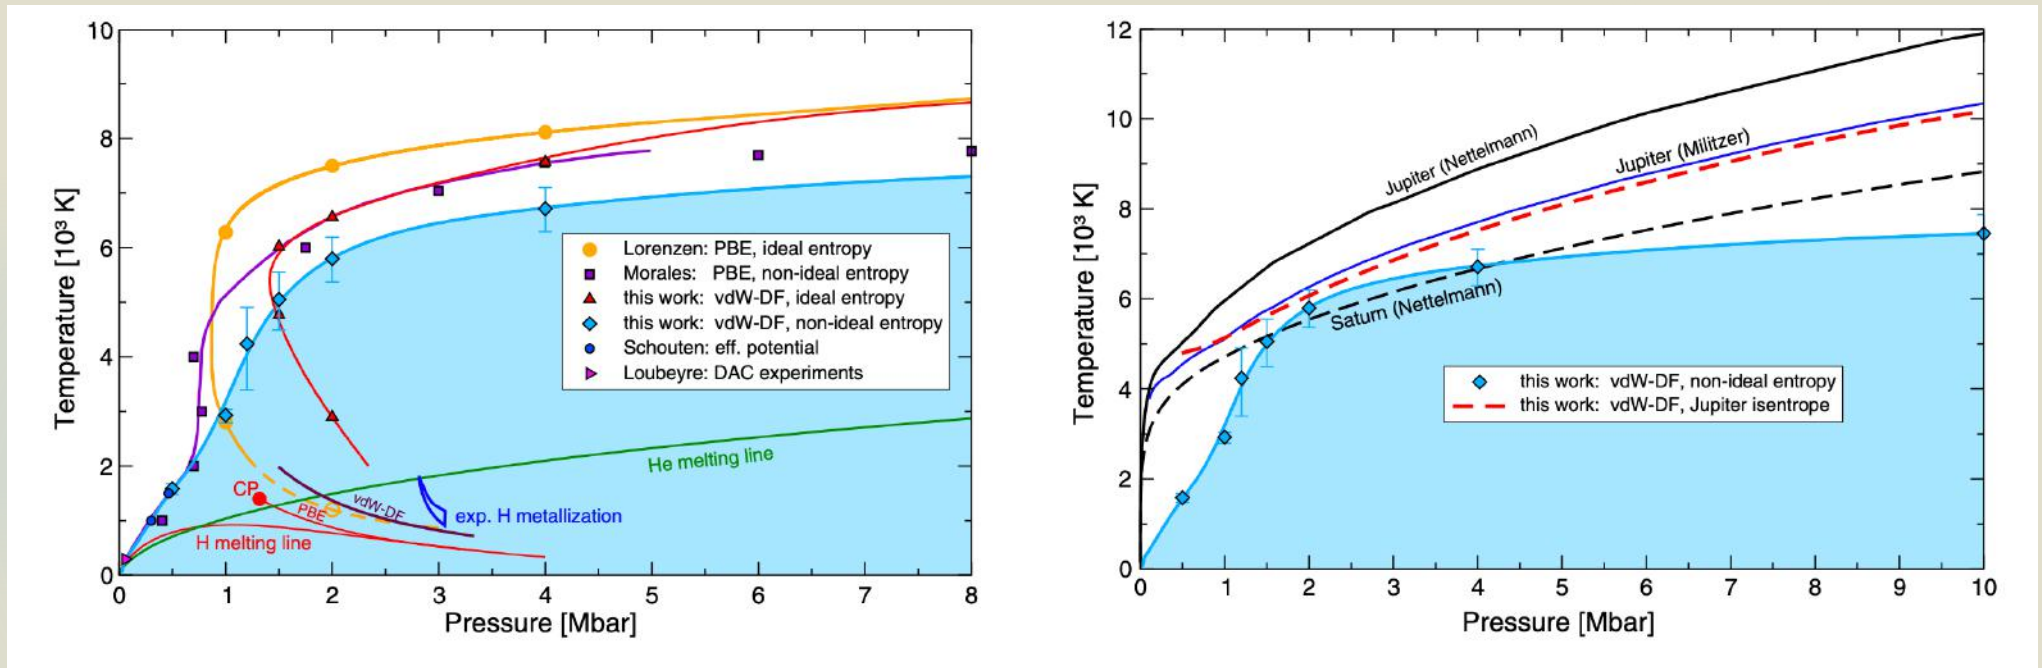 10
8
6
4
2
0
Temperature [10³ K]
Lorenzen: PBE, ideal entropy
Morales: PBE, non-ideal entropy
this work: vdW-DF, ideal entropy
this work: vdW-DF, non-ideal entropy
Schouten: eff. potential
Loubeyre: DAC experiments
He melting line
CP
PBE
vdW-DF
exp. H metallization
H melting line
0 1 2 3 4 5 6 7 8
Pressure [Mbar]
12
10
8
6
4
2
0
Temperature [10³ K]
Jupiter (Nettelmann)
Jupiter (Militzer)
Saturn (Nettelmann)
this work: vdW-DF, non-ideal entropy
this work: vdW-DF, Jupiter isentrope
0 1 2 3 4 5 6 7 8 9 10
Pressure [Mbar]